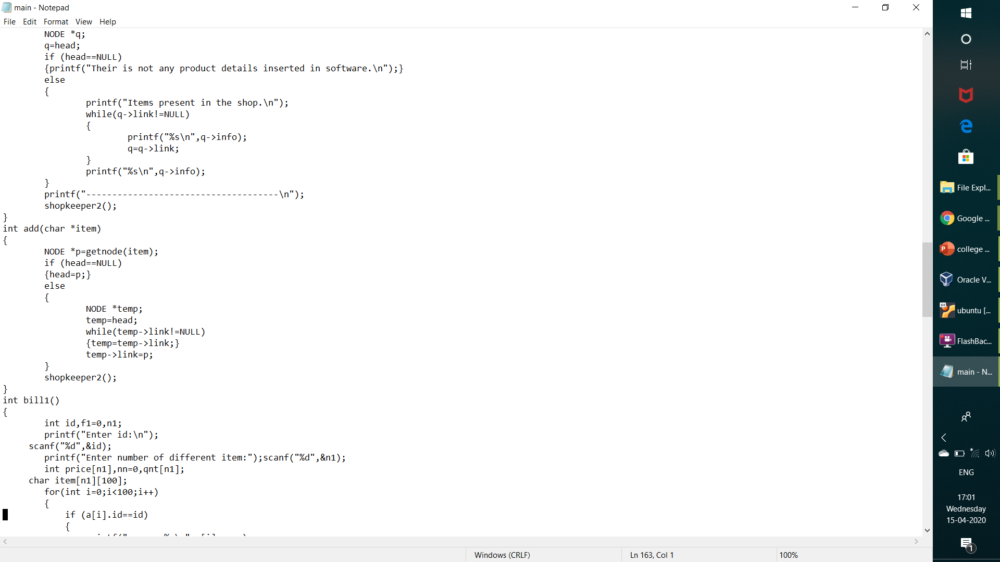 main - Notepad
File Edit Format View Help
NODE *q;
q=head;
if (head==NULL)
{printf("Their is not any product details inserted in software.\n");}
else
{
printf("Items present in the shop.\n");
while(q->link!=NULL)
{
printf("%s\n",q->info);
q=q->link;
}
printf("%s\n",q->info);
}
printf("-------------------------------------\n");
shopkeeper2();
}
int add(char *item)
{
NODE *p=getnode(item);
if (head==NULL)
{head=p;}
else
{
NODE *temp;
temp=head;
while(temp->link!=NULL)
{temp=temp->link;}
temp->link=p;
}
shopkeeper2();
}
int bill1()
{
int id,f1=0,n1;
printf("Enter id:\n");
scanf("%d",&id);
printf("Enter number of different item:");scanf("%d",&n1);
int price[n1],nn=0,qnt[n1];
char item[n1][100];
for(int i=0;i<100;i++)
{
if (a[i].id==id)
{
Windows (CRLF)
Ln 163, Col 1
100%
File Expl...
Google ...
college ...
Oracle V...
64
ubuntu [...
FlashBac...
main - N...
ENG
17:01
Wednesday
15-04-2020
1